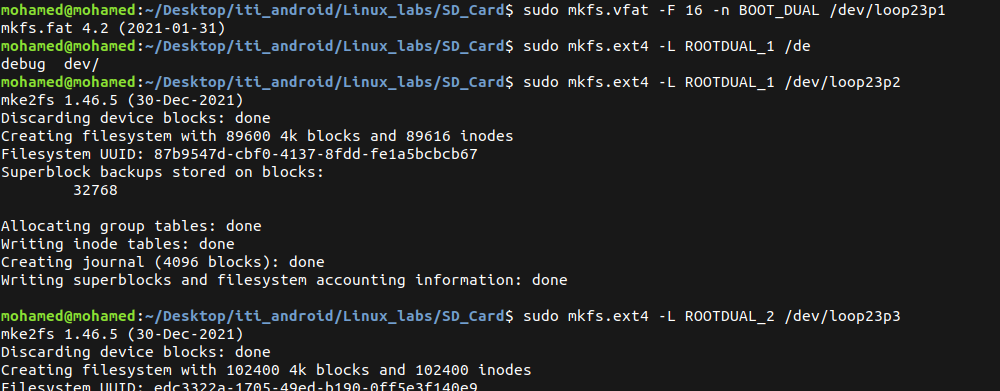 mohamed@mohamed:~/Desktop/iti_android/Linux_labs/SD_Card$ sudo mkfs.vfat -F 16 -n BOOT_DUAL /dev/loop23p1
mkfs.fat 4.2 (2021-01-31)
mohamed@mohamed:~/Desktop/iti_android/Linux_labs/SD_Card$ sudo mkfs.ext4 -L ROOTDUAL_1 /de
debug  dev/
mohamed@mohamed:~/Desktop/iti_android/Linux_labs/SD_Card$ sudo mkfs.ext4 -L ROOTDUAL_1 /dev/loop23p2
mke2fs 1.46.5 (30-Dec-2021)
Discarding device blocks: done
Creating filesystem with 89600 4k blocks and 89616 inodes
Filesystem UUID: 87b9547d-cbf0-4137-8fdd-fe1a5bcbcb67
Superblock backups stored on blocks:
        32768
Allocating group tables: done
Writing inode tables: done
Creating journal (4096 blocks): done
Writing superblocks and filesystem accounting information: done
mohamed@mohamed:~/Desktop/iti_android/Linux_labs/SD_Card$ sudo mkfs.ext4 -L ROOTDUAL_2 /dev/loop23p3
mke2fs 1.46.5 (30-Dec-2021)
Discarding device blocks: done
Creating filesystem with 102400 4k blocks and 102400 inodes
Filesystem UUID: edc3322a-1705-49ed-b190-0ff5e3f140e9